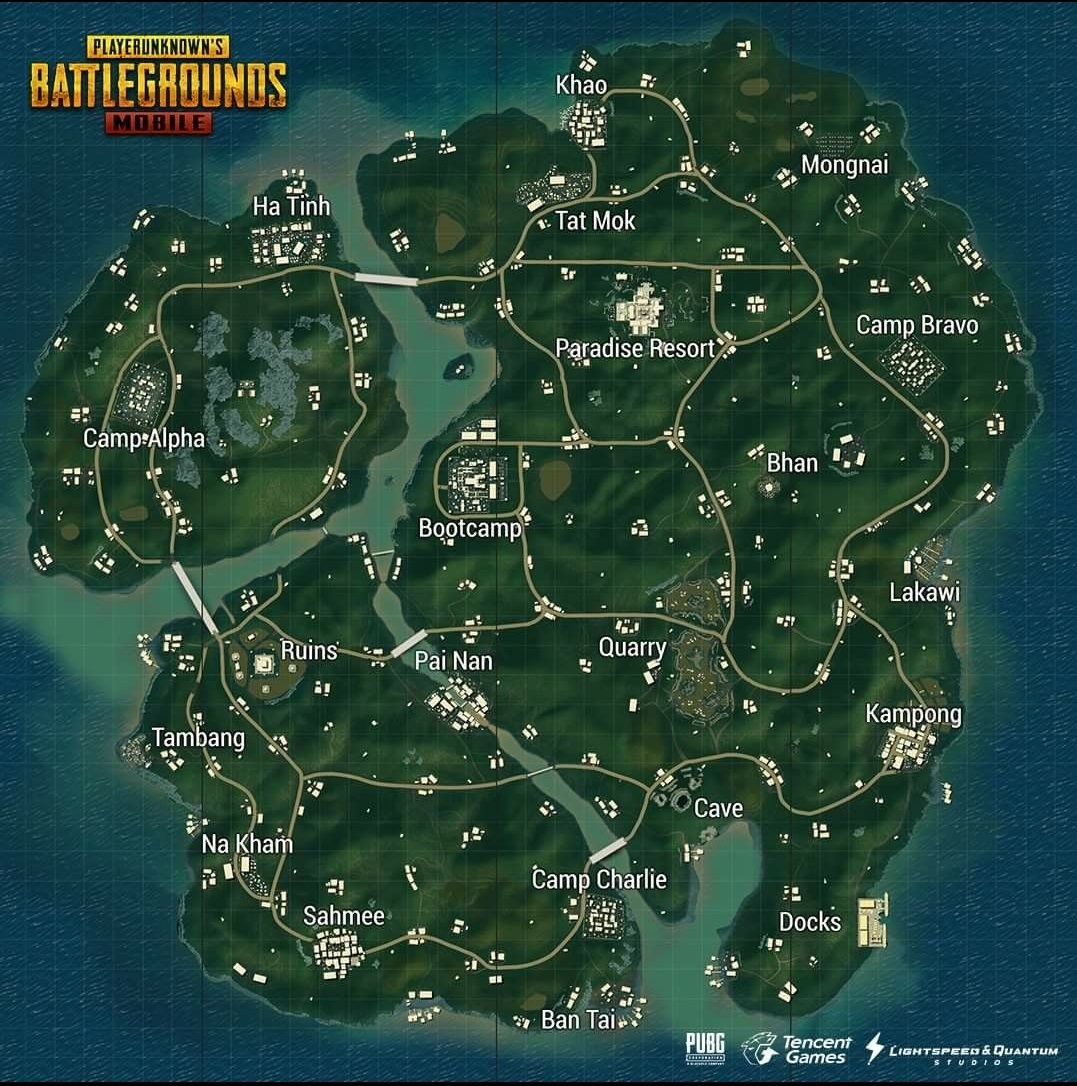 PLAYERUNKNOWN'S
BATTLEGROUNDS
MOBILE
Khao
Mongnai
Ha Tinh
Tat Mok
Camp Bravo
Paradise Resort
Camp Alpha
Bhan
Bootcamp
Lakawi
Quarry
Ruins
Pai Nan
Kampong
Tambang
Cave
Na Kham
Camp Charlie
Sahmee
Docks
Ban Tai
PUBG
CORPORATION
Tencent
Games
LIGHTSPEED & QUANTUM
STUDIOS